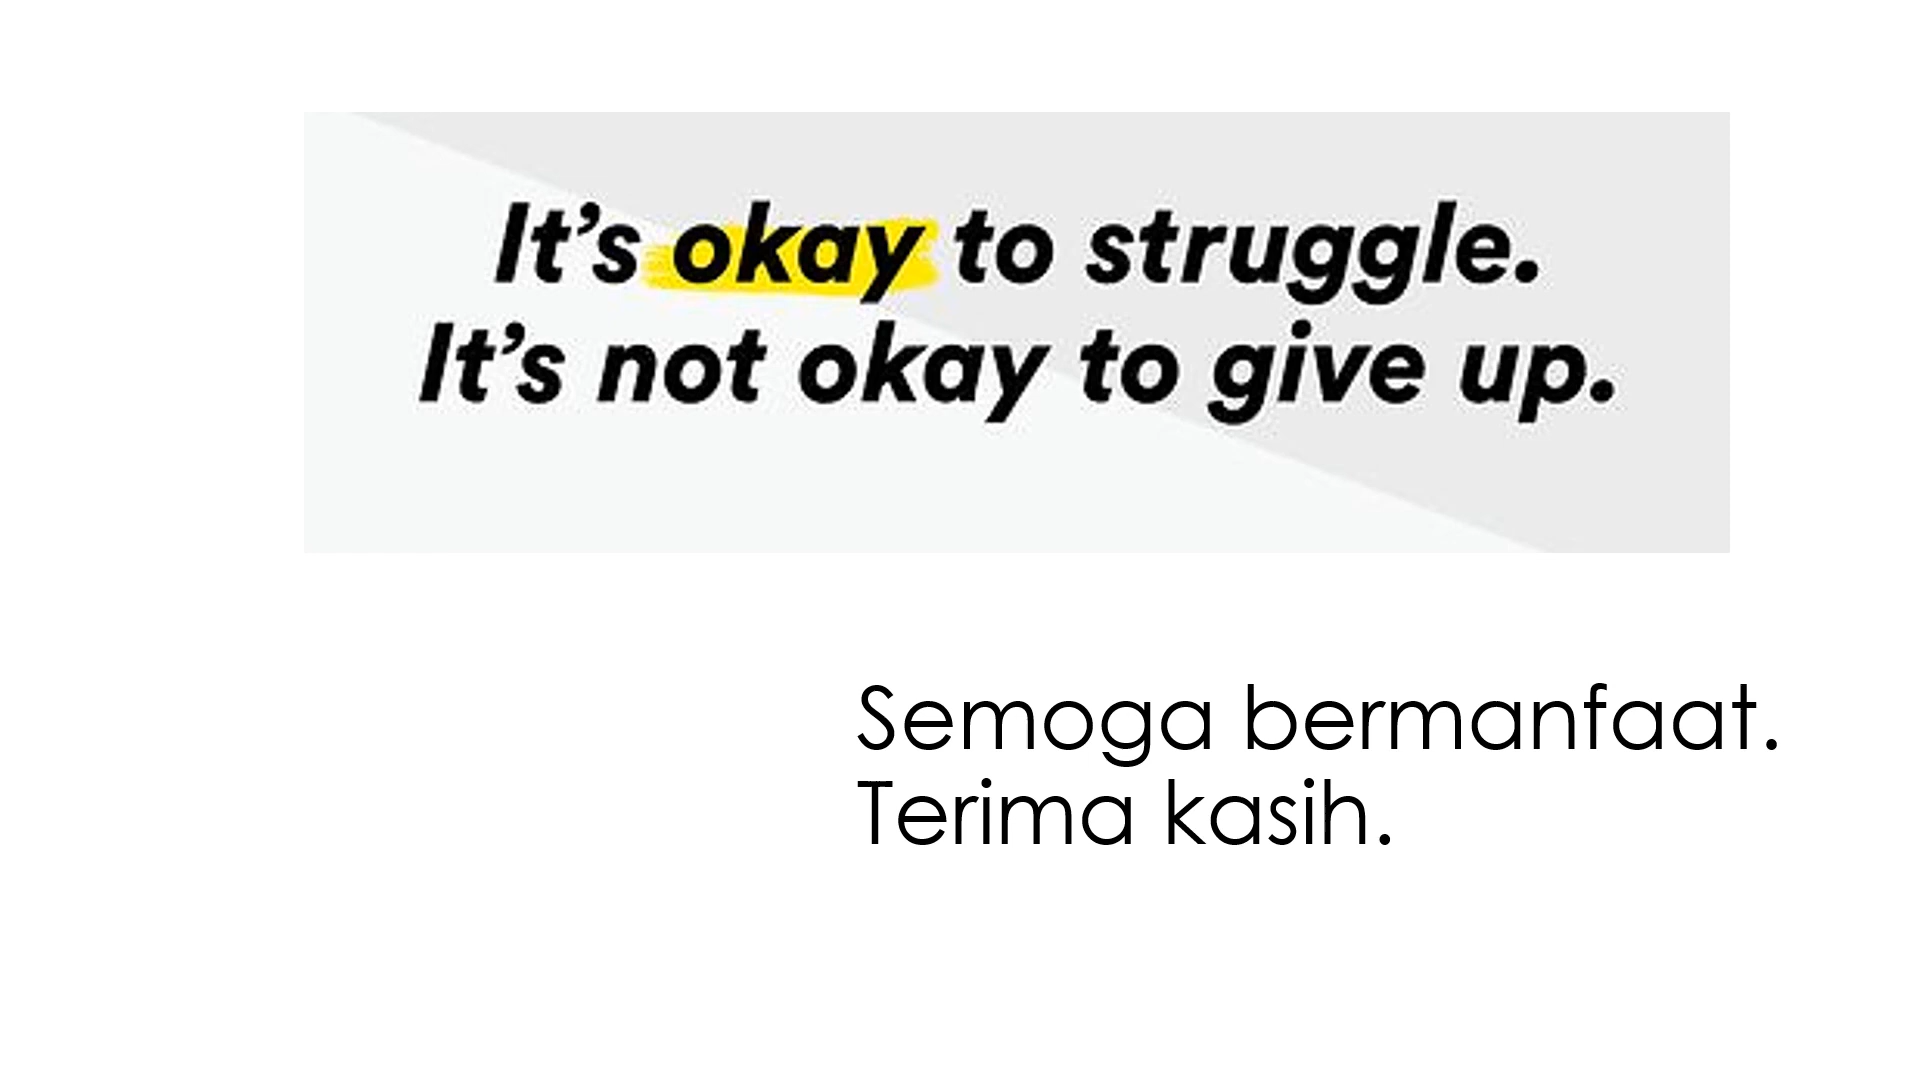 It’s okay to struggle.
It’s not okay to give up.
Semoga bermanfaat.
Terima kasih.